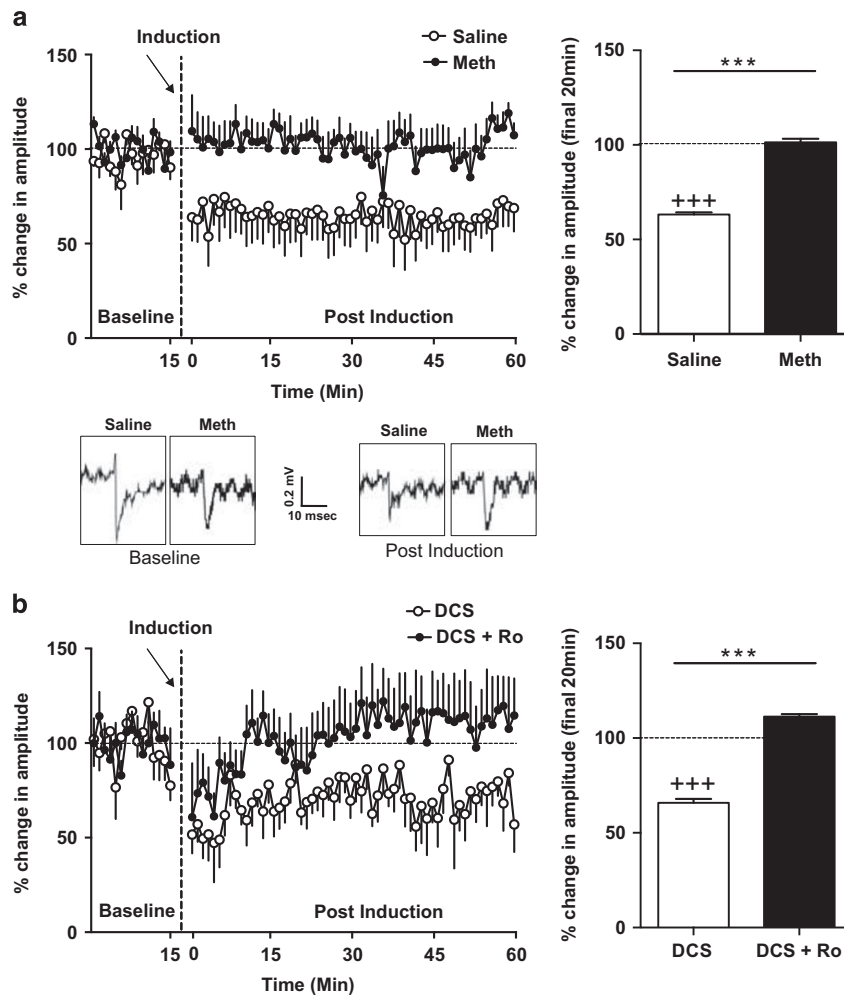 a
Induction
Saline
Meth
% change in amplitude
150
100
50
0
Baseline
Post Induction
15 0 15 30 45 60
Time (Min)
% change in amplitude (final 20min)
150
100
50
0
***
+++
Saline Meth
Saline Meth
Baseline
0.2 mV
10 msec
Saline Meth
Post Induction
b
Induction
DCS
DCS + Ro
% change in amplitude
150
100
50
0
Baseline
Post Induction
15 0 15 30 45 60
Time (Min)
% change in amplitude (final 20min)
150
100
50
0
***
+++
DCS DCS + Ro